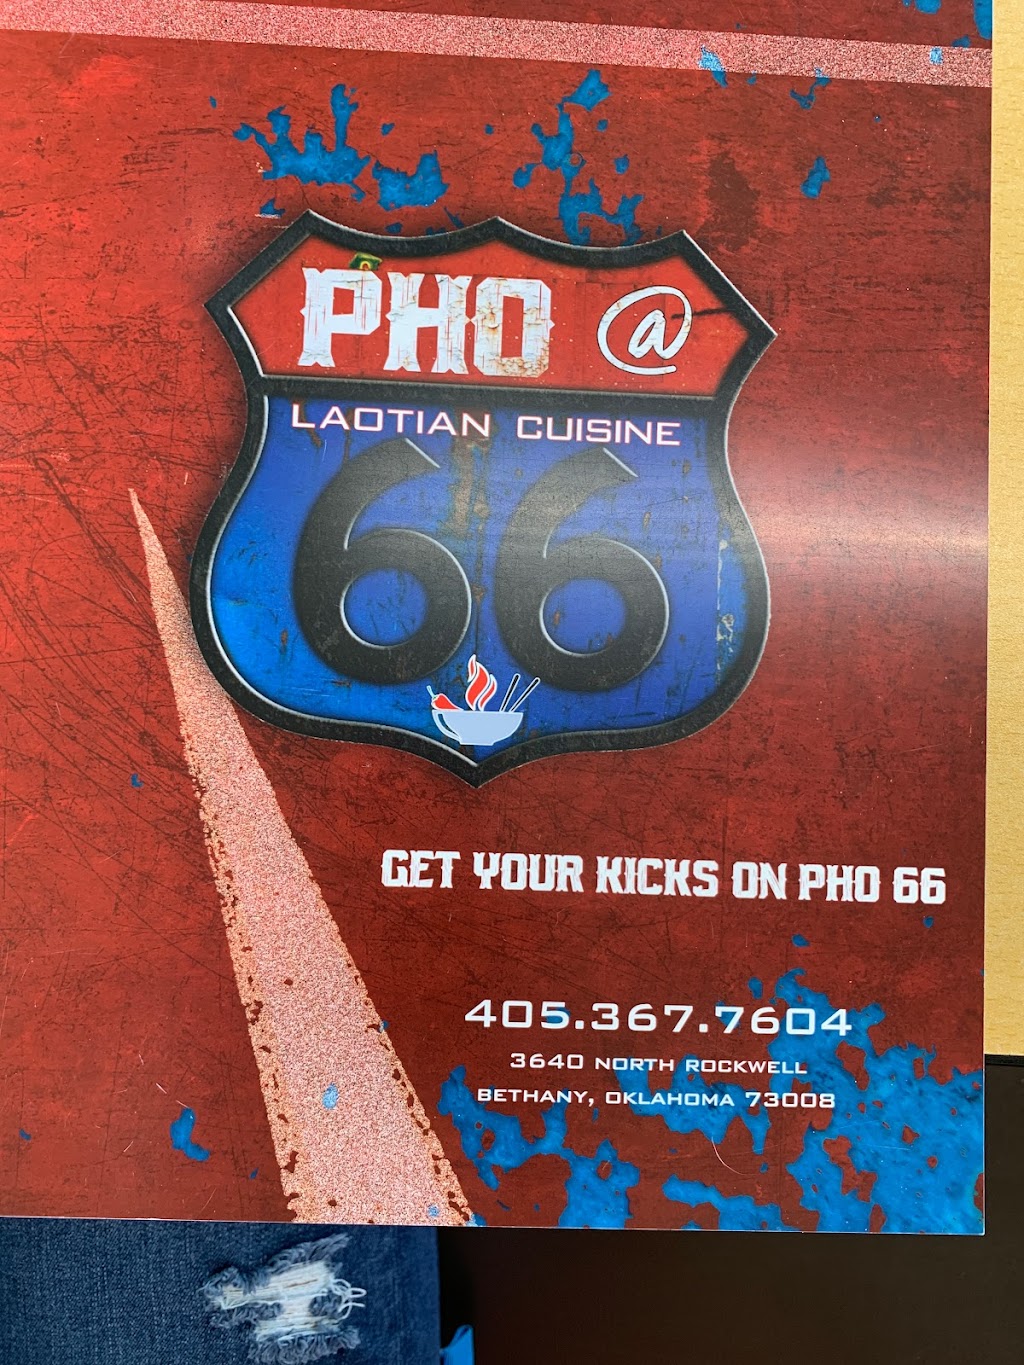 PHO @
LAOTIAN CUISINE
66
GET YOUR KICKS ON PHO 66
405.367.7604
3640 NORTH ROCKWELL
BETHANY, OKLAHOMA 73008